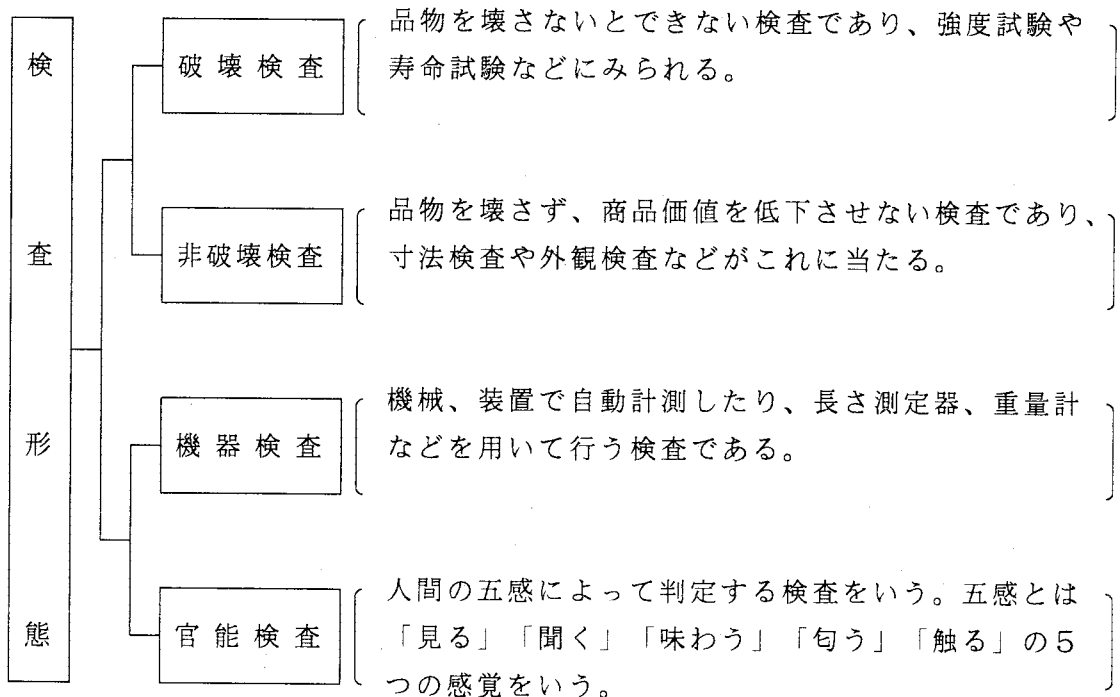 検査形態
破壊検査
品物を壊さないとできない検査であり、強度試験や
寿命試験などにみられる。
非破壊検査
品物を壊さず、商品価値を低下させない検査であり、
寸法検査や外観検査などがこれに当たる。
機器検査
機械、装置で自動計測したり、長さ測定器、重量計
などを用いて行う検査である。
官能検査
人間の五感によって判定する検査をいう。五感とは
「見る」「聞く」「味わう」「匂う」「触る」の5
つの感覚をいう。